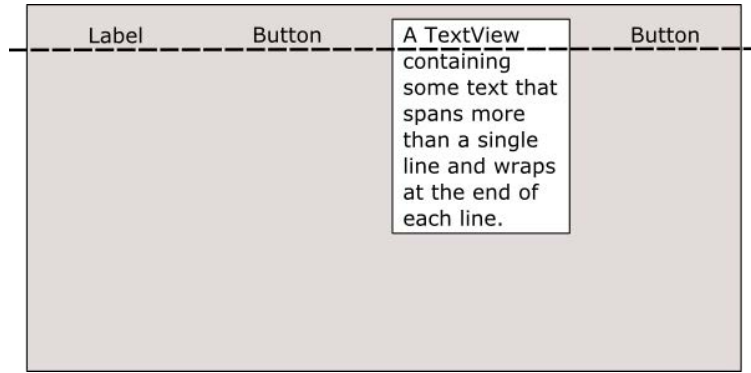 Label Button A TextView Button
containing
some text that
spans more
than a single
line and wraps
at the end of
each line.